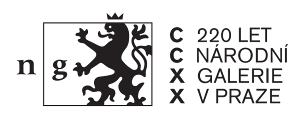 n g
C 220 LET
C NÁRODNÍ
X GALERIE
X V PRAZE